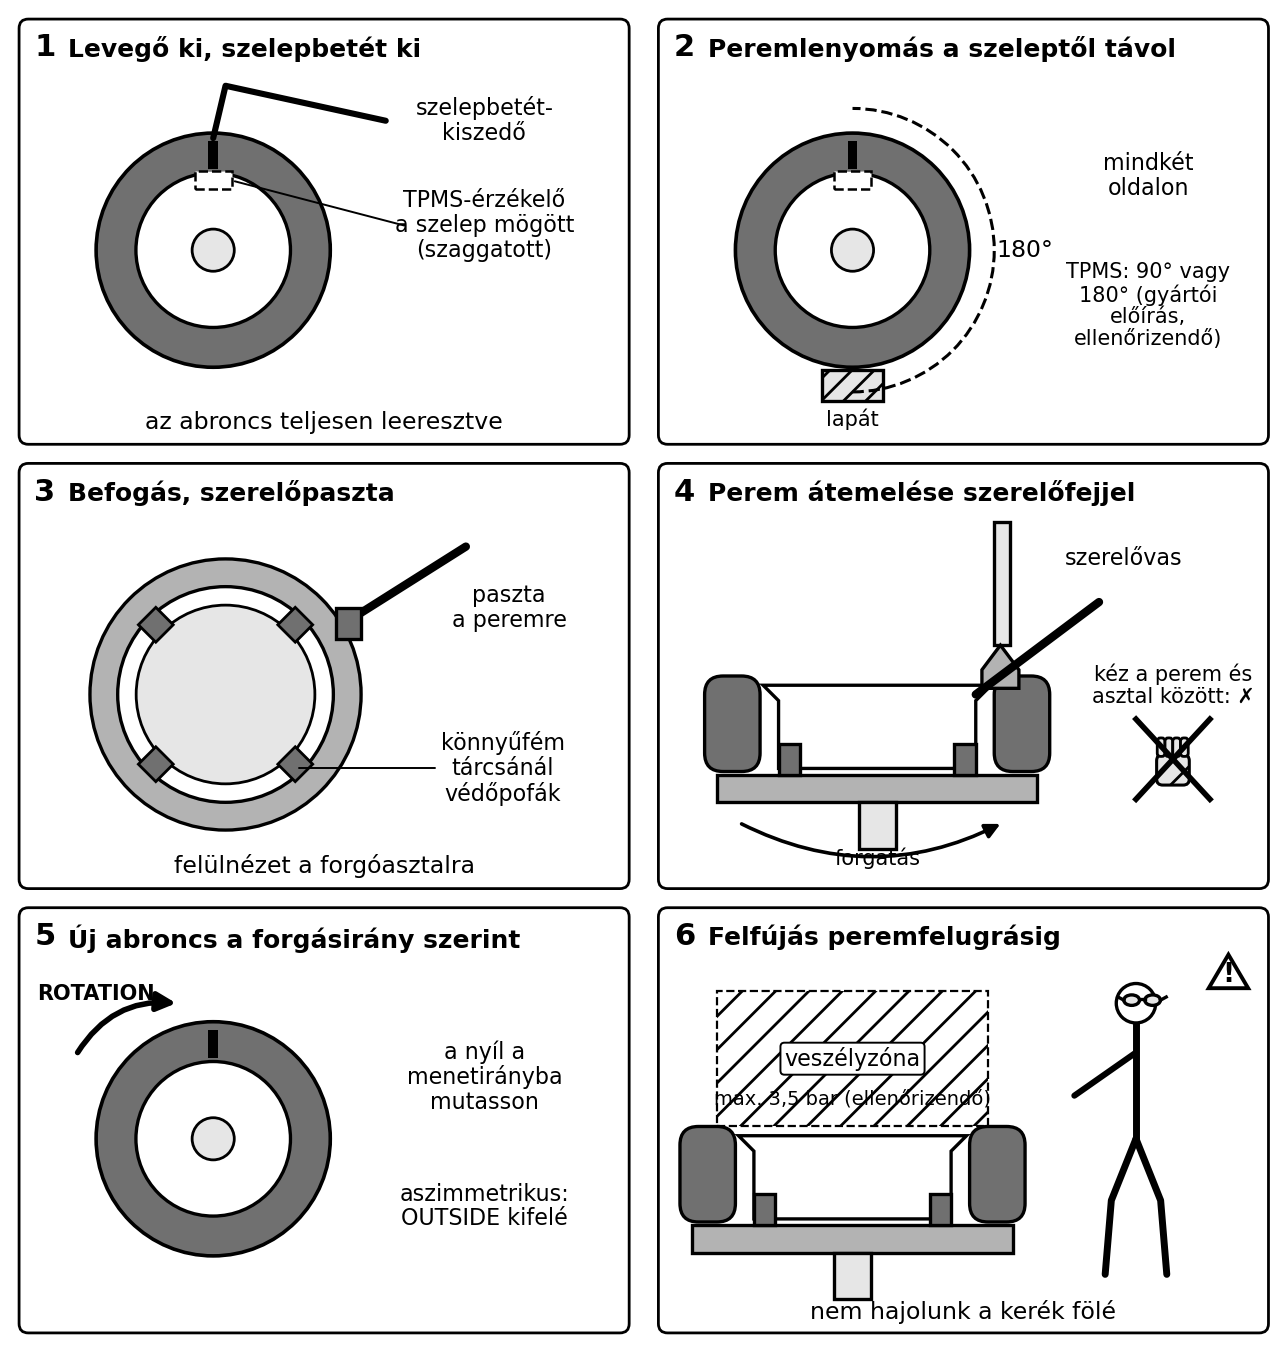 1 Levegő ki, szelepbetét ki
szelepbetét-
kiszedő
TPMS-érzékelő
a szelep mögött
(szaggatott)
az abroncs teljesen leeresztve
2 Peremlenyomás a szeleptől távol
mindkét
oldalon
180°
TPMS: 90° vagy
180° (gyártói
előírás,
ellenőrizendő)
lapát
3 Befogás, szerelőpaszta
paszta
a peremre
könnyűfém
tárcsánál
védőpofák
felülnézet a forgóasztalra
4 Perem átemelése szerelőfejjel
szerelővas
kéz a perem és
asztal között: ✗
forgatás
5 Új abroncs a forgásirány szerint
ROTATION
a nyíl a
menetirányba
mutasson
aszimmetrikus:
OUTSIDE kifelé
6 Felfújás peremfelugrásig
!
veszélyzóna
max. 3,5 bar (ellenőrizendő)
nem hajolunk a kerék fölé